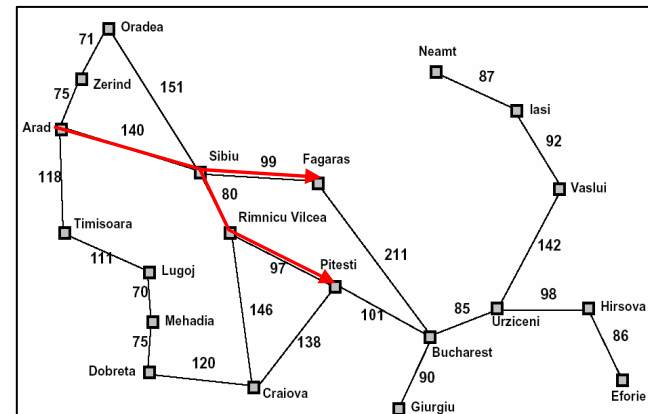 Oradea
71
Neamt
87
Zerind
151
75
Iasi
Arad
140
92
Sibiu
99
Fagaras
118
80
Vaslui
Rimnicu Vilcea
Timisoara
142
111
97
Pitesti
211
Lugoj
70
98
Hirsova
146
85
Mehadia
101
Urziceni
138
86
75
Bucharest
120
Dobreta
90
Craiova
Eforie
Giurgiu